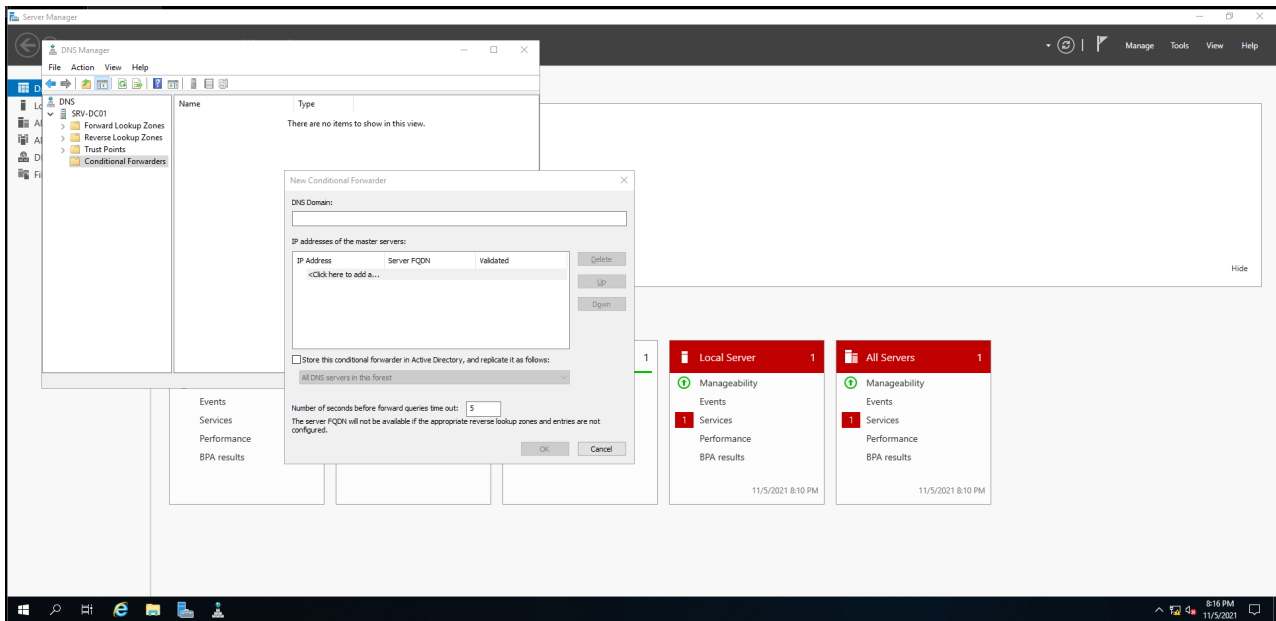 Server Manager
Manage Tools View Help
DNS Manager
File Action View Help
DNS
SRV-DC01
Forward Lookup Zones
Reverse Lookup Zones
Trust Points
Conditional Forwarders
Name Type
There are no items to show in this view.
New Conditional Forwarder
DNS Domain:
IP addresses of the master servers:
IP Address Server FQDN Validated
<Click here to add a...
Delete
Up
Down
Store this conditional forwarder in Active Directory, and replicate it as follows:
All DNS servers in this forest
Number of seconds before forward queries time out: 5
The server FQDN will not be available if the appropriate reverse lookup zones and entries are not
configured.
OK Cancel
Hide
Events
Services
Performance
BPA results
1
Local Server 1
Manageability
Events
1 Services
Performance
BPA results
11/5/2021 8:10 PM
All Servers 1
Manageability
Events
1 Services
Performance
BPA results
11/5/2021 8:10 PM
8:16 PM
11/5/2021